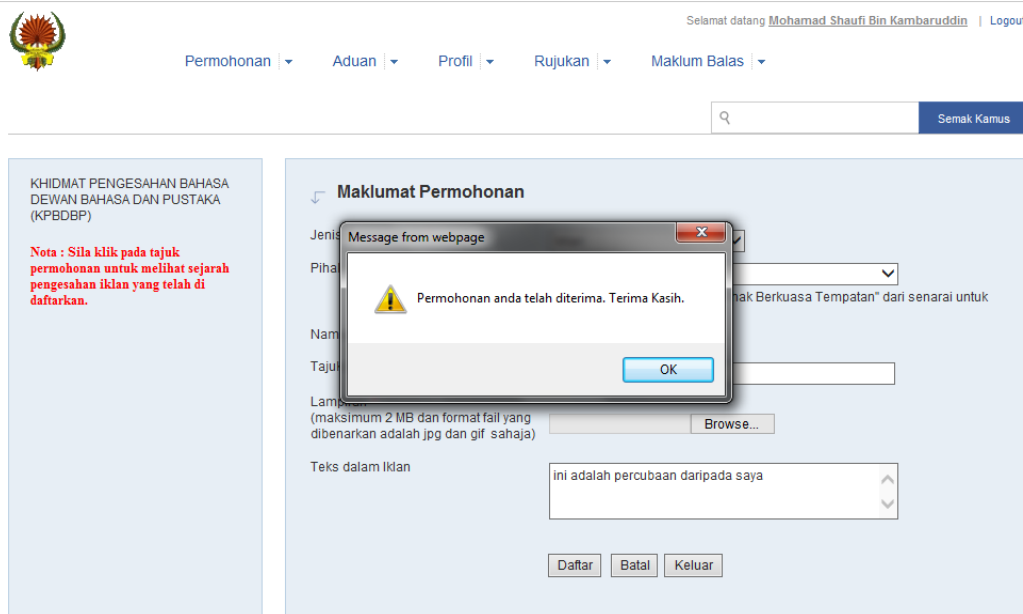 Selamat datang Mohamad Shaufi Bin Kambaruddin | Logout
Permohonan Aduan Profil Rujukan Maklum Balas
Semak Kamus
KHIDMAT PENGESAHAN BAHASA
DEWAN BAHASA DAN PUSTAKA
(KPBDBP)
Nota : Sila klik pada tajuk
permohonan untuk melihat sejarah
pengesahan iklan yang telah di
daftarkan.
Maklumat Permohonan
Message from webpage
Permohonan anda telah diterima. Terima Kasih.
OK
Berkuasa Tempatan" dari senarai untuk
(maksimum 2 MB dan format fail yang
dibenarkan adalah jpg dan gif sahaja)
Browse...
Teks dalam Iklan
ini adalah percubaan daripada saya
Daftar Batal Keluar